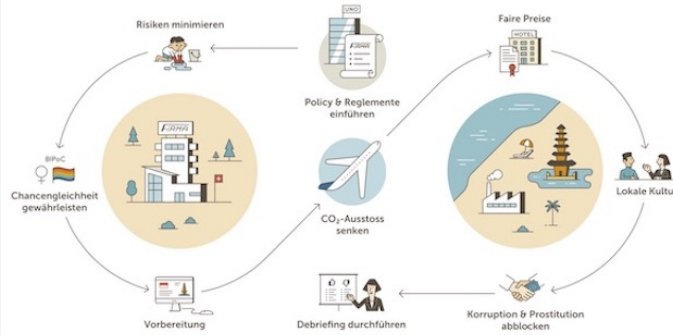 UNO
FIRMA
Risiken minimieren
Faire Preise
HOTEL
Policy & Reglemente
einführen
FIRMA
BIPoC
Chancengleichheit
gewährleisten
CO₂-Ausstoss
senken
Lokale Kultu
Vorbereitung
Debriefing durchführen
Korruption & Prostitution
abblocken